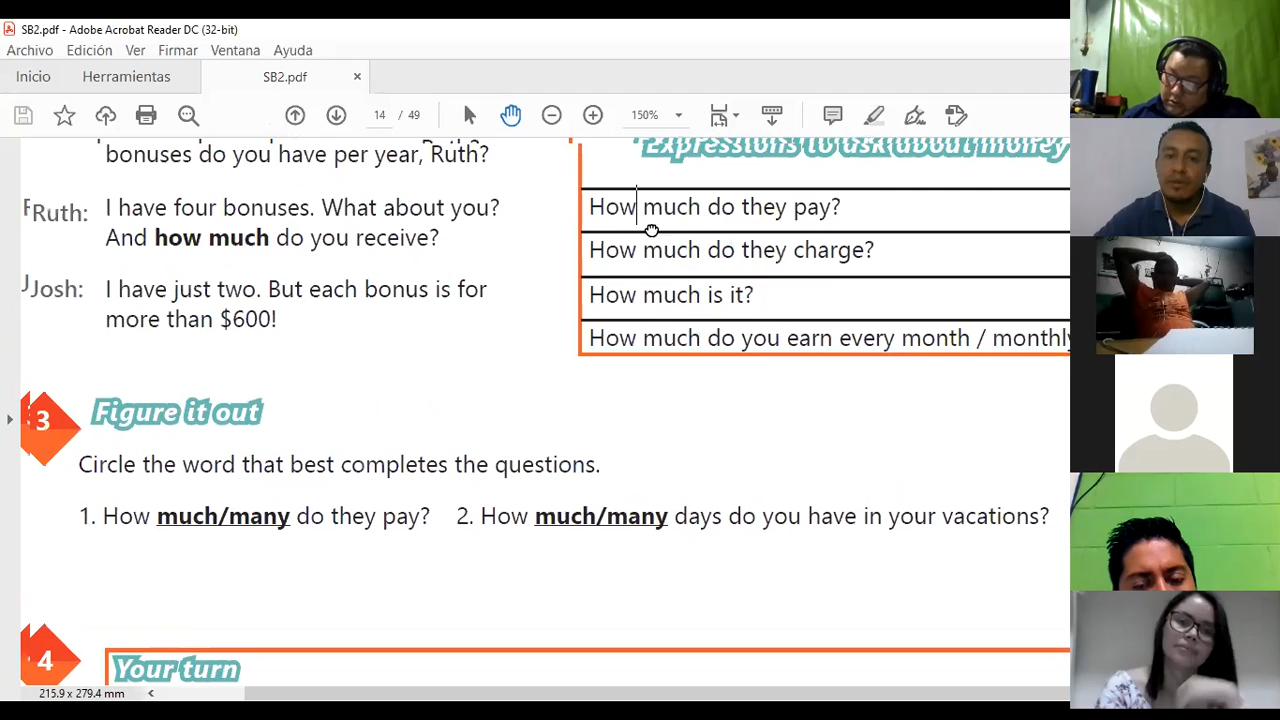 SB2.pdf - Adobe Acrobat Reader DC (32-bit)
Archivo Edición Ver Firmar Ventana Ayuda
Inicio Herramientas SB2.pdf ×
14 / 49 150%
bonuses do you have per year, Ruth?
Ruth: I have four bonuses. What about you?
And how much do you receive?
Josh: I have just two. But each bonus is for
more than $600!
Expressions to ask about money
How much do they pay?
How much do they charge?
How much is it?
How much do you earn every month / monthly
3 Figure it out
Circle the word that best completes the questions.
1. How much/many do they pay? 2. How much/many days do you have in your vacations?
4 Your turn
215.9 x 279.4 mm